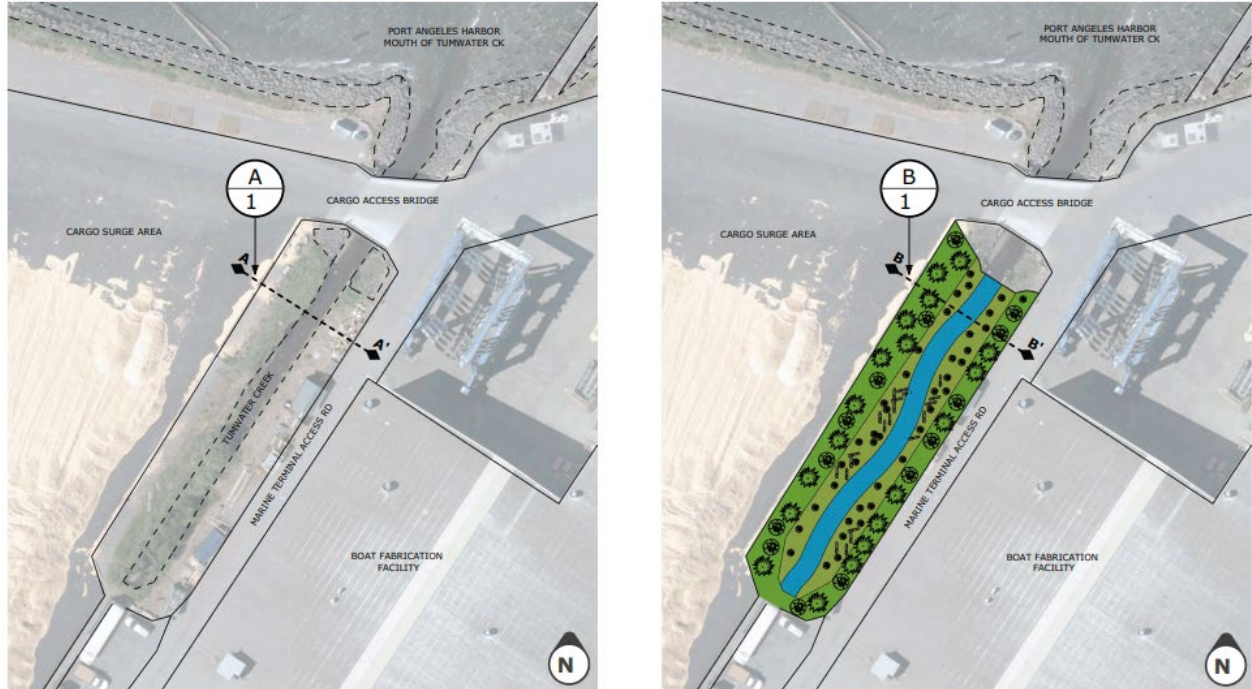 PORT ANGELES HARBOR
MOUTH OF TUMWATER CK
A
1
CARGO ACCESS BRIDGE
CARGO SURGE AREA
A
A'
TUMWATER CREEK
MARINE TERMINAL ACCESS RD
BOAT FABRICATION
FACILITY
N
PORT ANGELES HARBOR
MOUTH OF TUMWATER CK
B
1
CARGO ACCESS BRIDGE
CARGO SURGE AREA
B
B'
MARINE TERMINAL ACCESS RD
BOAT FABRICATION
FACILITY
N